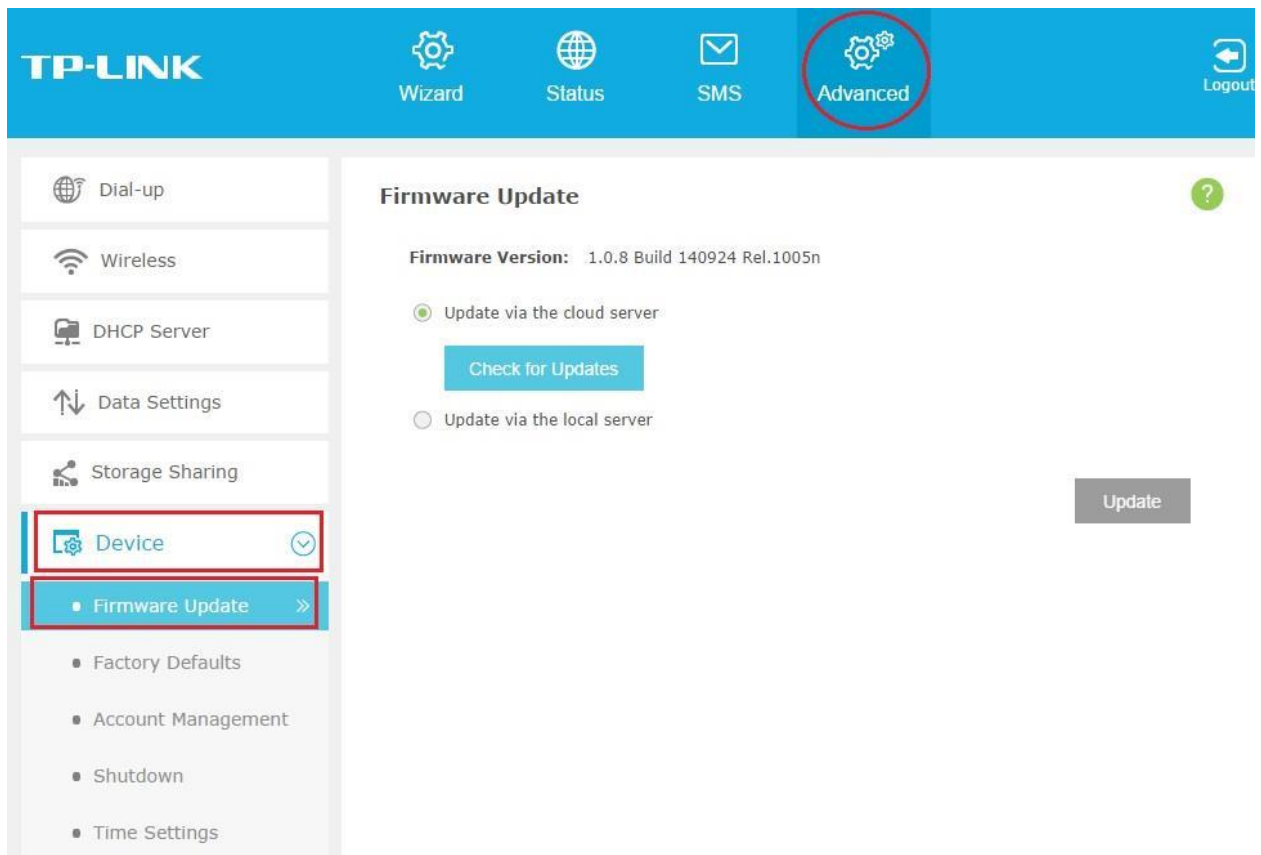 TP-LINK
Wizard
Status
SMS
Advanced
Logout
Dial-up
Wireless
DHCP Server
Data Settings
Storage Sharing
Device
Firmware Update
Factory Defaults
Account Management
Shutdown
Time Settings
Firmware Update
?
Firmware Version: 1.0.8 Build 140924 Rel.1005n
Update via the cloud server
Check for Updates
Update via the local server
Update